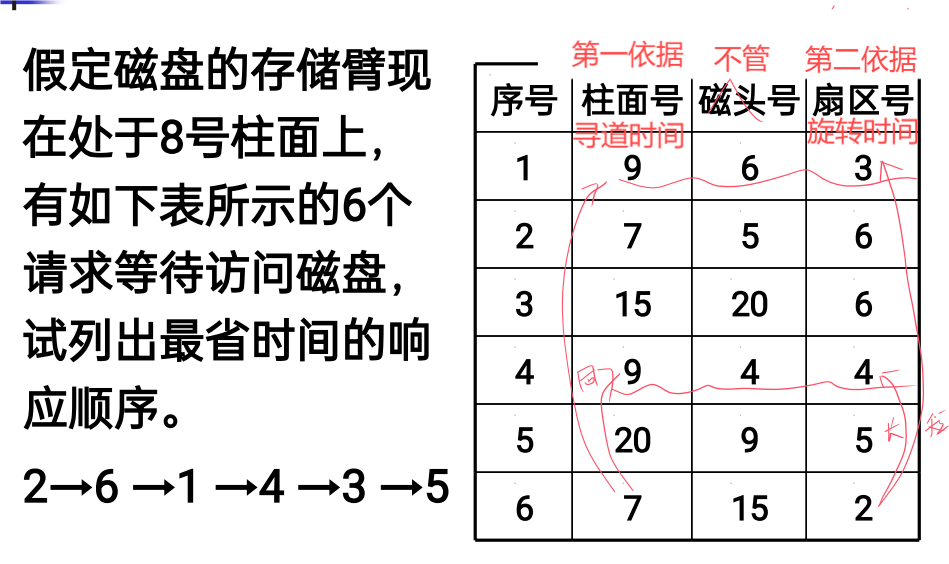 假定磁盘的存储臂现
在处于8号柱面上，
有如下表所示的6个
请求等待访问磁盘，
试列出最省时间的响
应顺序。
2→6 →1 →4 →3 →5
第一依据 不管 第二依据
序号 柱面号 磁头号 扇区号
寻道时间 旋转时间
1 9 6 3
2 7 5 6
3 15 20 6
4 9 4 4
5 20 9 5
6 7 15 2